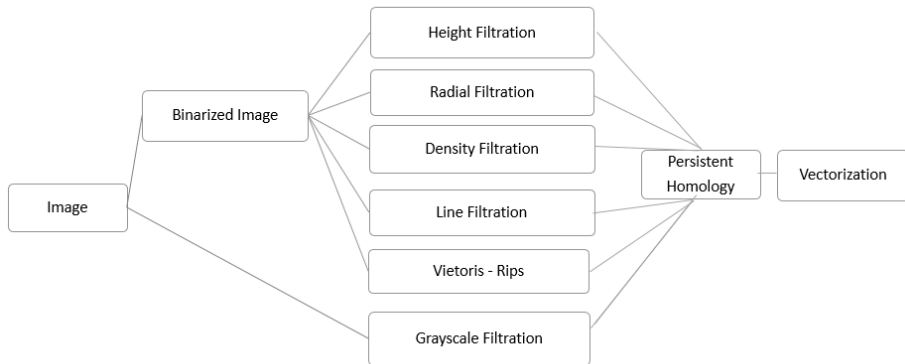 Image
Binarized Image
Height Filtration
Radial Filtration
Density Filtration
Line Filtration
Vietoris - Rips
Grayscale Filtration
Persistent
Homology
Vectorization